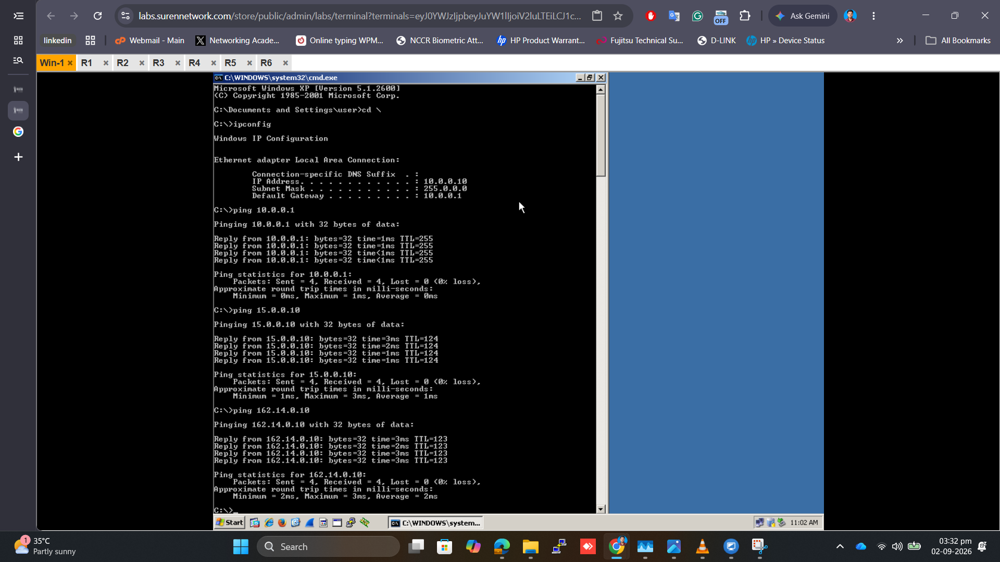 labs.surennetwork.com/store/public/admin/labs/terminal?terminals=eyJ0YWJzIjpbeyJuYW1lIjoiV2luLTEiLCJ1c...
OFF
Ask Gemini
linkedin
Webmail - Main
Networking Acade...
Online typing WPM...
NCCR Biometric Att...
HP Product Warrant...
Fujitsu Technical Su...
D-LINK
HP » Device Status
All Bookmarks
Win-1
R1
R2
R3
R4
R5
R6
C:\WINDOWS\system32\cmd.exe
Microsoft Windows XP [Version 5.1.2600]
(C) Copyright 1985-2001 Microsoft Corp.
C:\Documents and Settings\user>cd \
C:\>ipconfig
Windows IP Configuration
Ethernet adapter Local Area Connection:
Connection-specific DNS Suffix  . :
IP Address. . . . . . . . . . . . : 10.0.0.10
Subnet Mask . . . . . . . . . . . : 255.0.0.0
Default Gateway . . . . . . . . . : 10.0.0.1
C:\>ping 10.0.0.1
Pinging 10.0.0.1 with 32 bytes of data:
Reply from 10.0.0.1: bytes=32 time=1ms TTL=255
Reply from 10.0.0.1: bytes=32 time=1ms TTL=255
Reply from 10.0.0.1: bytes=32 time<1ms TTL=255
Reply from 10.0.0.1: bytes=32 time<1ms TTL=255
Ping statistics for 10.0.0.1:
Packets: Sent = 4, Received = 4, Lost = 0 (0% loss),
Approximate round trip times in milli-seconds:
Minimum = 0ms, Maximum = 1ms, Average = 0ms
C:\>ping 15.0.0.10
Pinging 15.0.0.10 with 32 bytes of data:
Reply from 15.0.0.10: bytes=32 time=3ms TTL=124
Reply from 15.0.0.10: bytes=32 time=2ms TTL=124
Reply from 15.0.0.10: bytes=32 time=1ms TTL=124
Reply from 15.0.0.10: bytes=32 time=1ms TTL=124
Ping statistics for 15.0.0.10:
Packets: Sent = 4, Received = 4, Lost = 0 (0% loss),
Approximate round trip times in milli-seconds:
Minimum = 1ms, Maximum = 3ms, Average = 1ms
C:\>ping 162.14.0.10
Pinging 162.14.0.10 with 32 bytes of data:
Reply from 162.14.0.10: bytes=32 time=3ms TTL=123
Reply from 162.14.0.10: bytes=32 time=2ms TTL=123
Reply from 162.14.0.10: bytes=32 time=3ms TTL=123
Reply from 162.14.0.10: bytes=32 time=3ms TTL=123
Ping statistics for 162.14.0.10:
Packets: Sent = 4, Received = 4, Lost = 0 (0% loss),
Approximate round trip times in milli-seconds:
Minimum = 2ms, Maximum = 3ms, Average = 2ms
C:\>_
Start
C:\WINDOWS\system...
11:02 AM
1
35°C
Partly sunny
Search
03:32 pm
02-09-2026